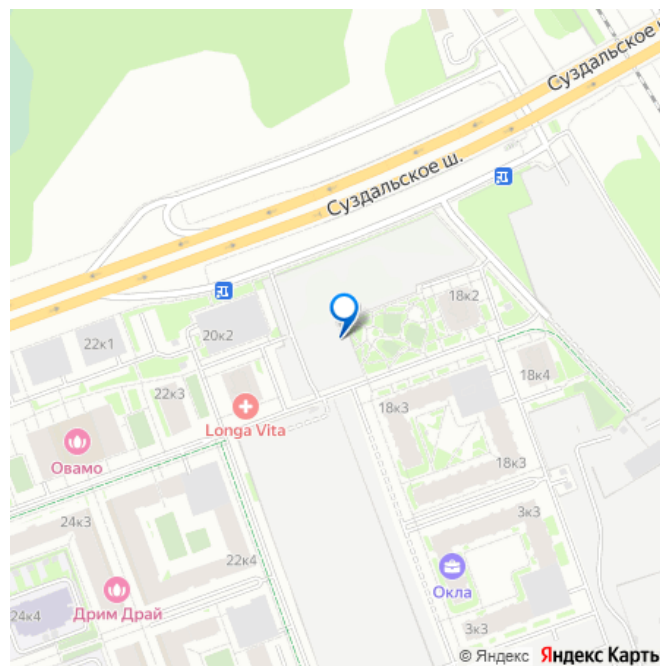 Суздальское
Суздальское ш.
18к2
20к2
22к1
18к4
22к3
18к3
Longa Vita
Овамо
18к3
24к3
3к3
22к4
Окла
24к4
Дрим Драй
3к3
© Яндекс Яндекс Карты